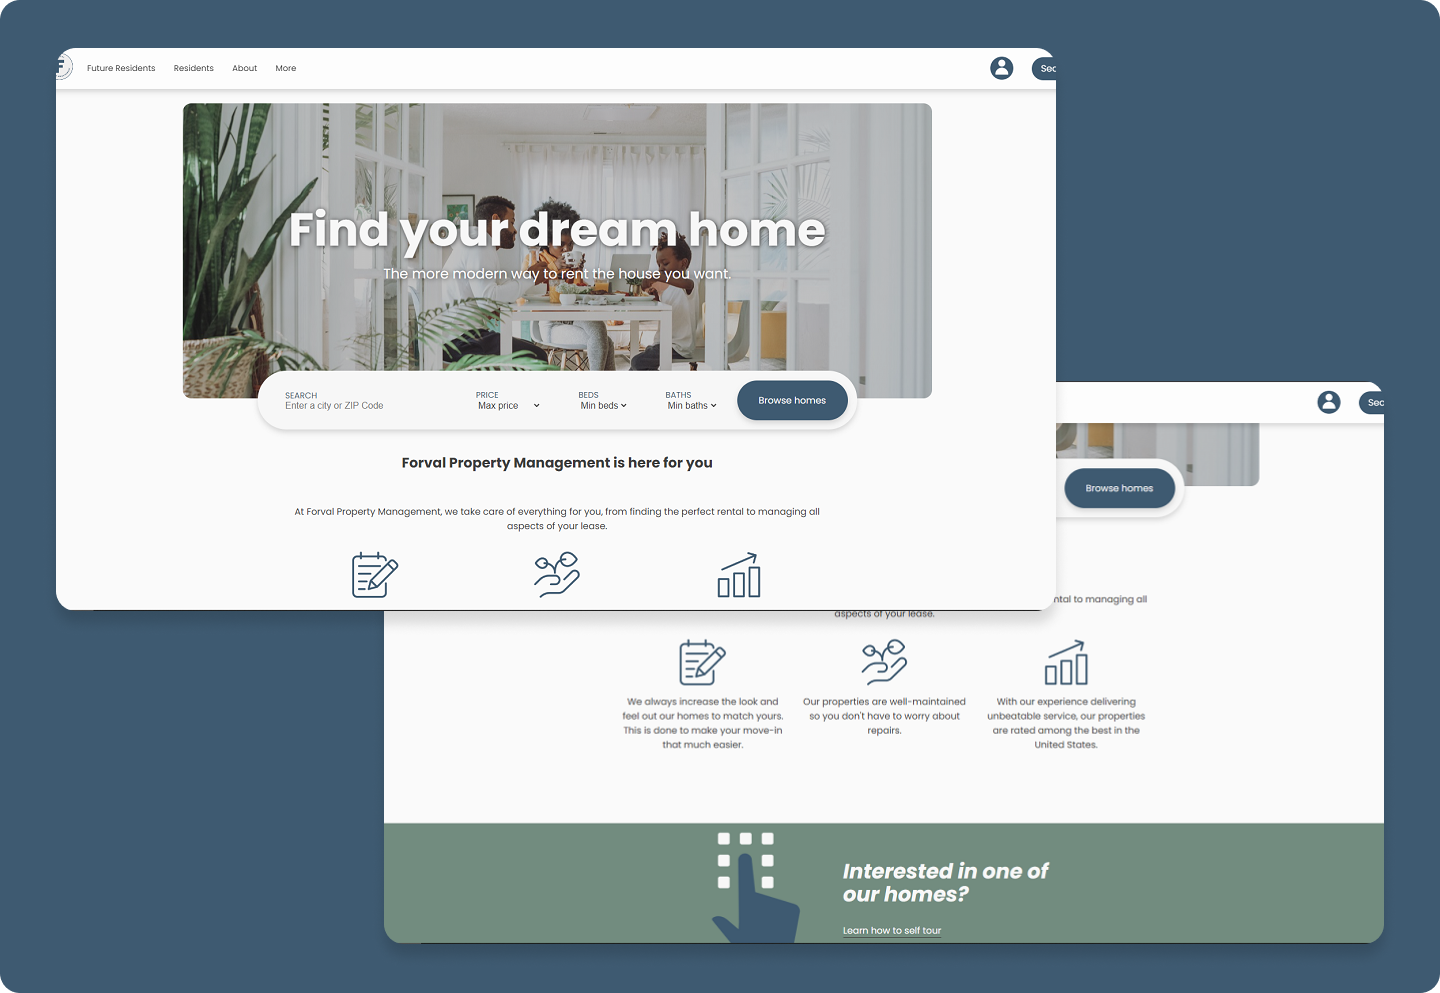 F
Future Residents Residents About More
Sec
Find your dream home
The more modern way to rent the house you want.
SEARCH PRICE BEDS BATHS
Enter a city or ZIP Code Max price Min beds Min baths Browse homes
Forval Property Management is here for you
At Forval Property Management, we take care of everything for you, from finding the perfect rental to managing all
aspects of your lease.
Sec
Browse homes
ntal to managing all
aspects of your lease.
We always increase the look and
feel out our homes to match yours.
This is done to make your move-in
that much easier.
Our properties are well-maintained
so you don't have to worry about
repairs.
With our experience delivering
unbeatable service, our properties
are rated among the best in the
United States.
Interested in one of
our homes?
Learn how to self tour